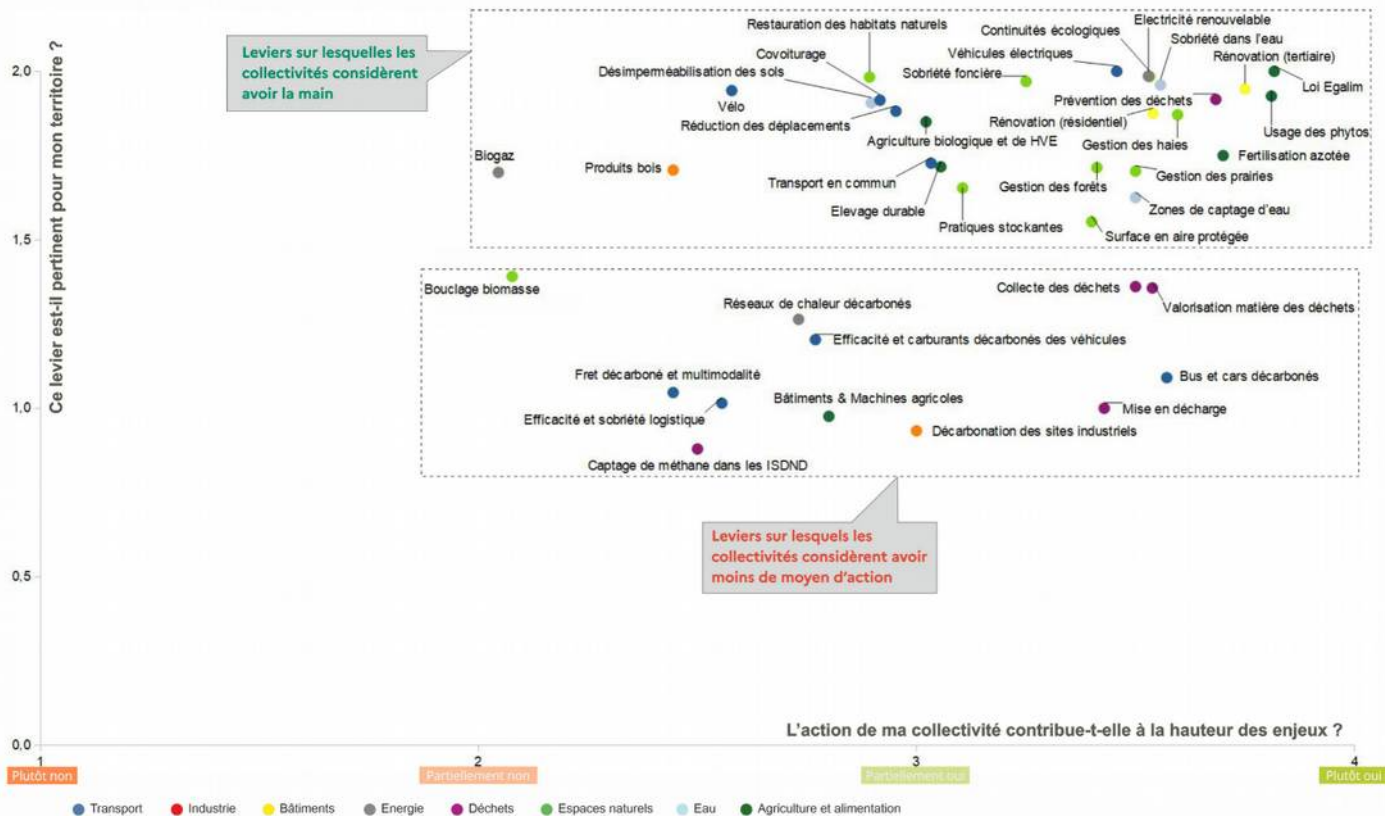 Ce levier est-il pertinent pour mon territoire ?
Leviers sur lesquelles les
collectivités considèrent
avoir la main
Restauration des habitats naturels
Covoiturage
Désimperméabilisation des sols
Vélo
Réduction des déplacements
Continuités écologiques
Electricité renouvelable
Véhicules électriques
Sobriété dans l'eau
Sobriété foncière
Rénovation (tertiaire)
Loi Egalim
Prévention des déchets
Rénovation (résidentiel)
Usage des phytos
Agriculture biologique et de HVE
Gestion des haies
Fertilisation azotée
Biogaz
Produits bois
Transport en commun
Elevage durable
Gestion des forêts
Gestion des prairies
Pratiques stockantes
Zones de captage d'eau
Surface en aire protégée
Bouclage biomasse
Réseaux de chaleur décarbonés
Collecte des déchets
Valorisation matière des déchets
Efficacité et carburants décarbonés des véhicules
Fret décarboné et multimodalité
Bus et cars décarbonés
Efficacité et sobriété logistique
Bâtiments & Machines agricoles
Mise en décharge
Décarbonation des sites industriels
Captage de méthane dans les ISDND
Leviers sur lesquels les
collectivités considèrent avoir
moins de moyen d'action
2.0
1.5
1.0
0.5
0.0
L'action de ma collectivité contribue-t-elle à la hauteur des enjeux ?
1 2 3 4
Plutôt non Partiellement non Partiellement oui Plutôt oui
Transport Industrie Bâtiments Energie Déchets Espaces naturels Eau Agriculture et alimentation